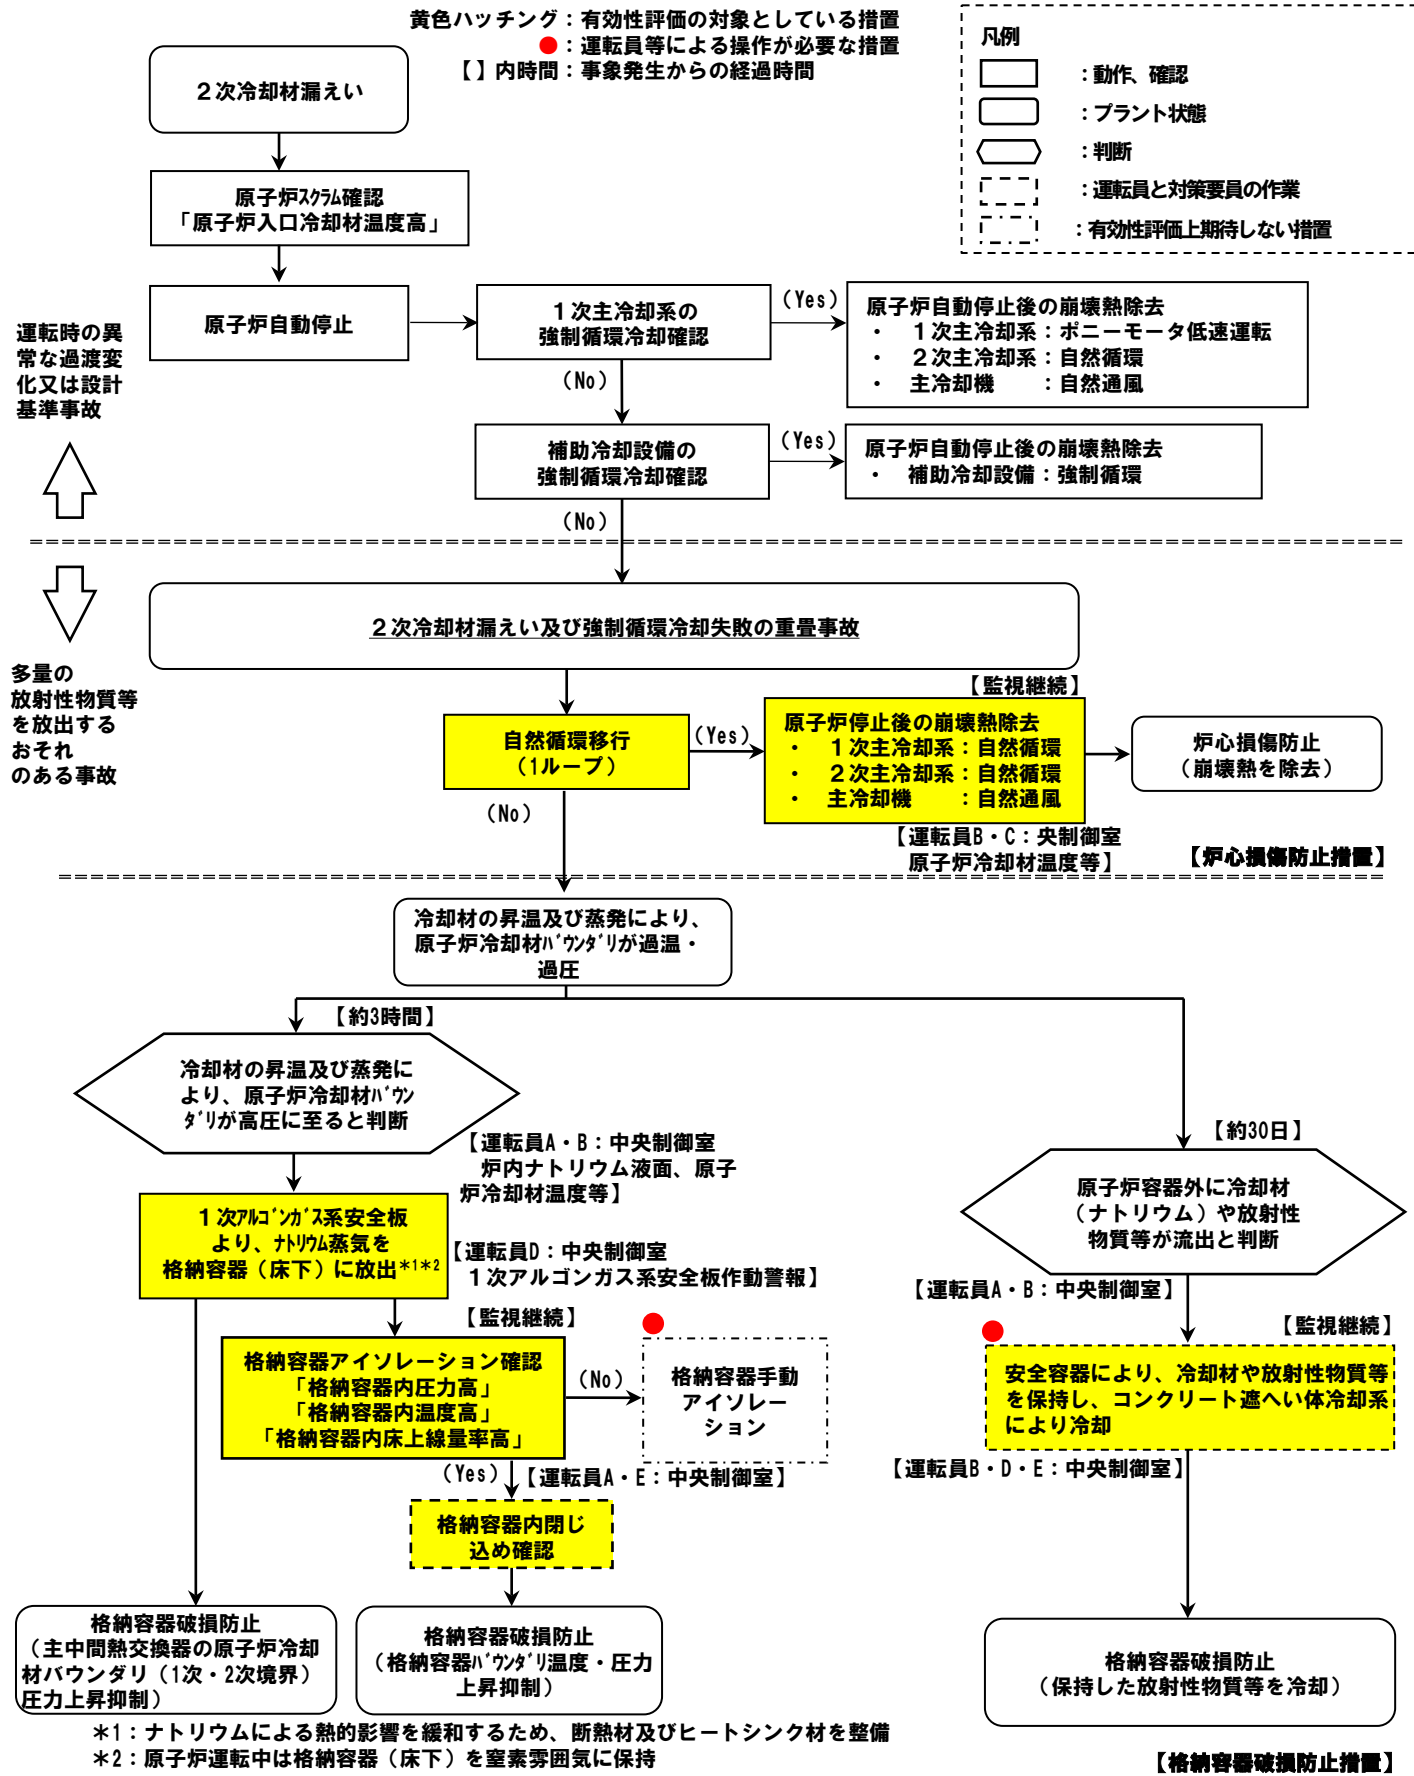 黄色ハッチング：有効性評価の対象としている措置
●：運転員等による操作が必要な措置
【】内時間：事象発生からの経過時間
凡例
：動作、確認
：プラント状態
：判断
：運転員と対策要員の作業
：有効性評価上期待しない措置
２次冷却材漏えい
原子炉ｽｸﾗﾑ確認
「原子炉入口冷却材温度高」
原子炉自動停止
１次主冷却系の
強制循環冷却確認
（Yes）
原子炉自動停止後の崩壊熱除去
・　１次主冷却系：ポニーモータ低速運転
・　２次主冷却系：自然循環
・　主冷却機　　：自然通風
（No）
運転時の異
常な過渡変
化又は設計
基準事故
補助冷却設備の
強制循環冷却確認
（Yes）
原子炉自動停止後の崩壊熱除去
・　補助冷却設備：強制循環
（No）
２次冷却材漏えい及び強制循環冷却失敗の重畳事故
多量の
放射性物質等
を放出する
おそれ
のある事故
【監視継続】
自然循環移行
（1ループ）
（Yes）
原子炉停止後の崩壊熱除去
・　１次主冷却系：自然循環
・　２次主冷却系：自然循環
・　主冷却機　　：自然通風
炉心損傷防止
（崩壊熱を除去）
（No）
【運転員B・C：央制御室
原子炉冷却材温度等】
【炉心損傷防止措置】
冷却材の昇温及び蒸発により、
原子炉冷却材ﾊﾞｳﾝﾀﾞﾘが過温・
過圧
【約3時間】
冷却材の昇温及び蒸発に
より、原子炉冷却材ﾊﾞｳﾝ
ﾀﾞﾘが高圧に至ると判断
【運転員A・B：中央制御室
炉内ナトリウム液面、原子
炉冷却材温度等】
【約30日】
原子炉容器外に冷却材
（ナトリウム）や放射性
物質等が流出と判断
１次ｱﾙｺﾞﾝｶﾞｽ系安全板
より、ﾅﾄﾘｳﾑ蒸気を
格納容器（床下）に放出*1*2
【運転員D：中央制御室
１次アルゴンガス系安全板作動警報】
【運転員A・B：中央制御室】
【監視継続】
【監視継続】
格納容器アイソレーション確認
「格納容器内圧力高」
「格納容器内温度高」
「格納容器内床上線量率高」
（No）
格納容器手動
アイソレー
ション
安全容器により、冷却材や放射性物質等
を保持し、コンクリート遮へい体冷却系
により冷却
（Yes）
【運転員A・E：中央制御室】
【運転員B・D・E：中央制御室】
格納容器内閉じ
込め確認
格納容器破損防止
（主中間熱交換器の原子炉冷却
材バウンダリ（1次・2次境界）
圧力上昇抑制）
格納容器破損防止
（格納容器ﾊﾞｳﾝﾀﾞﾘ温度・圧力
上昇抑制）
格納容器破損防止
（保持した放射性物質等を冷却）
＊1：ナトリウムによる熱的影響を緩和するため、断熱材及びヒートシンク材を整備
＊2：原子炉運転中は格納容器（床下）を窒素雰囲気に保持
【格納容器破損防止措置】